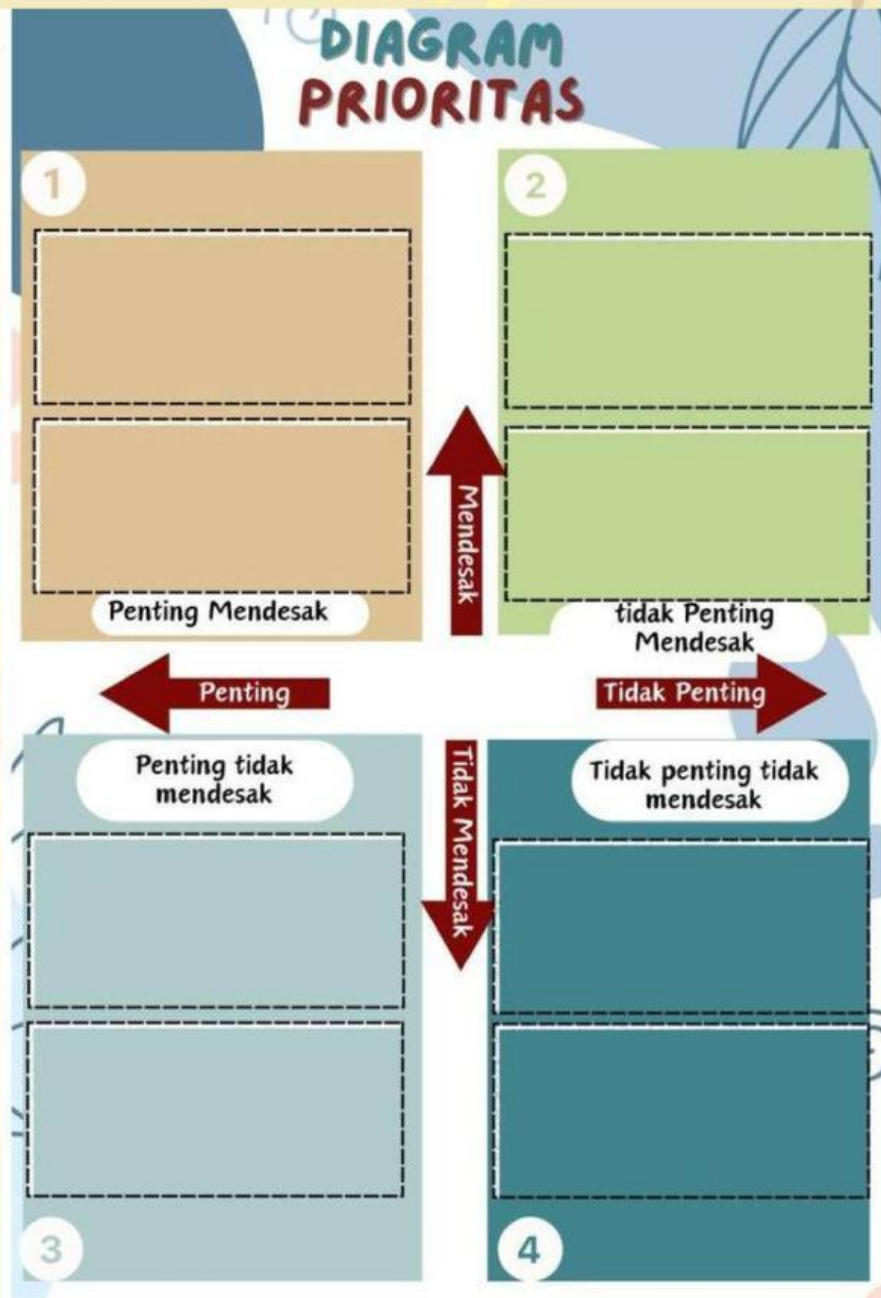 DIAGRAM
PRIORITAS
1
2
Mendesak
Penting Mendesak
tidak Penting
Mendesak
Penting
Tidak Penting
Penting tidak
mendesak
Tidak Mendesak
Tidak penting tidak
mendesak
3
4